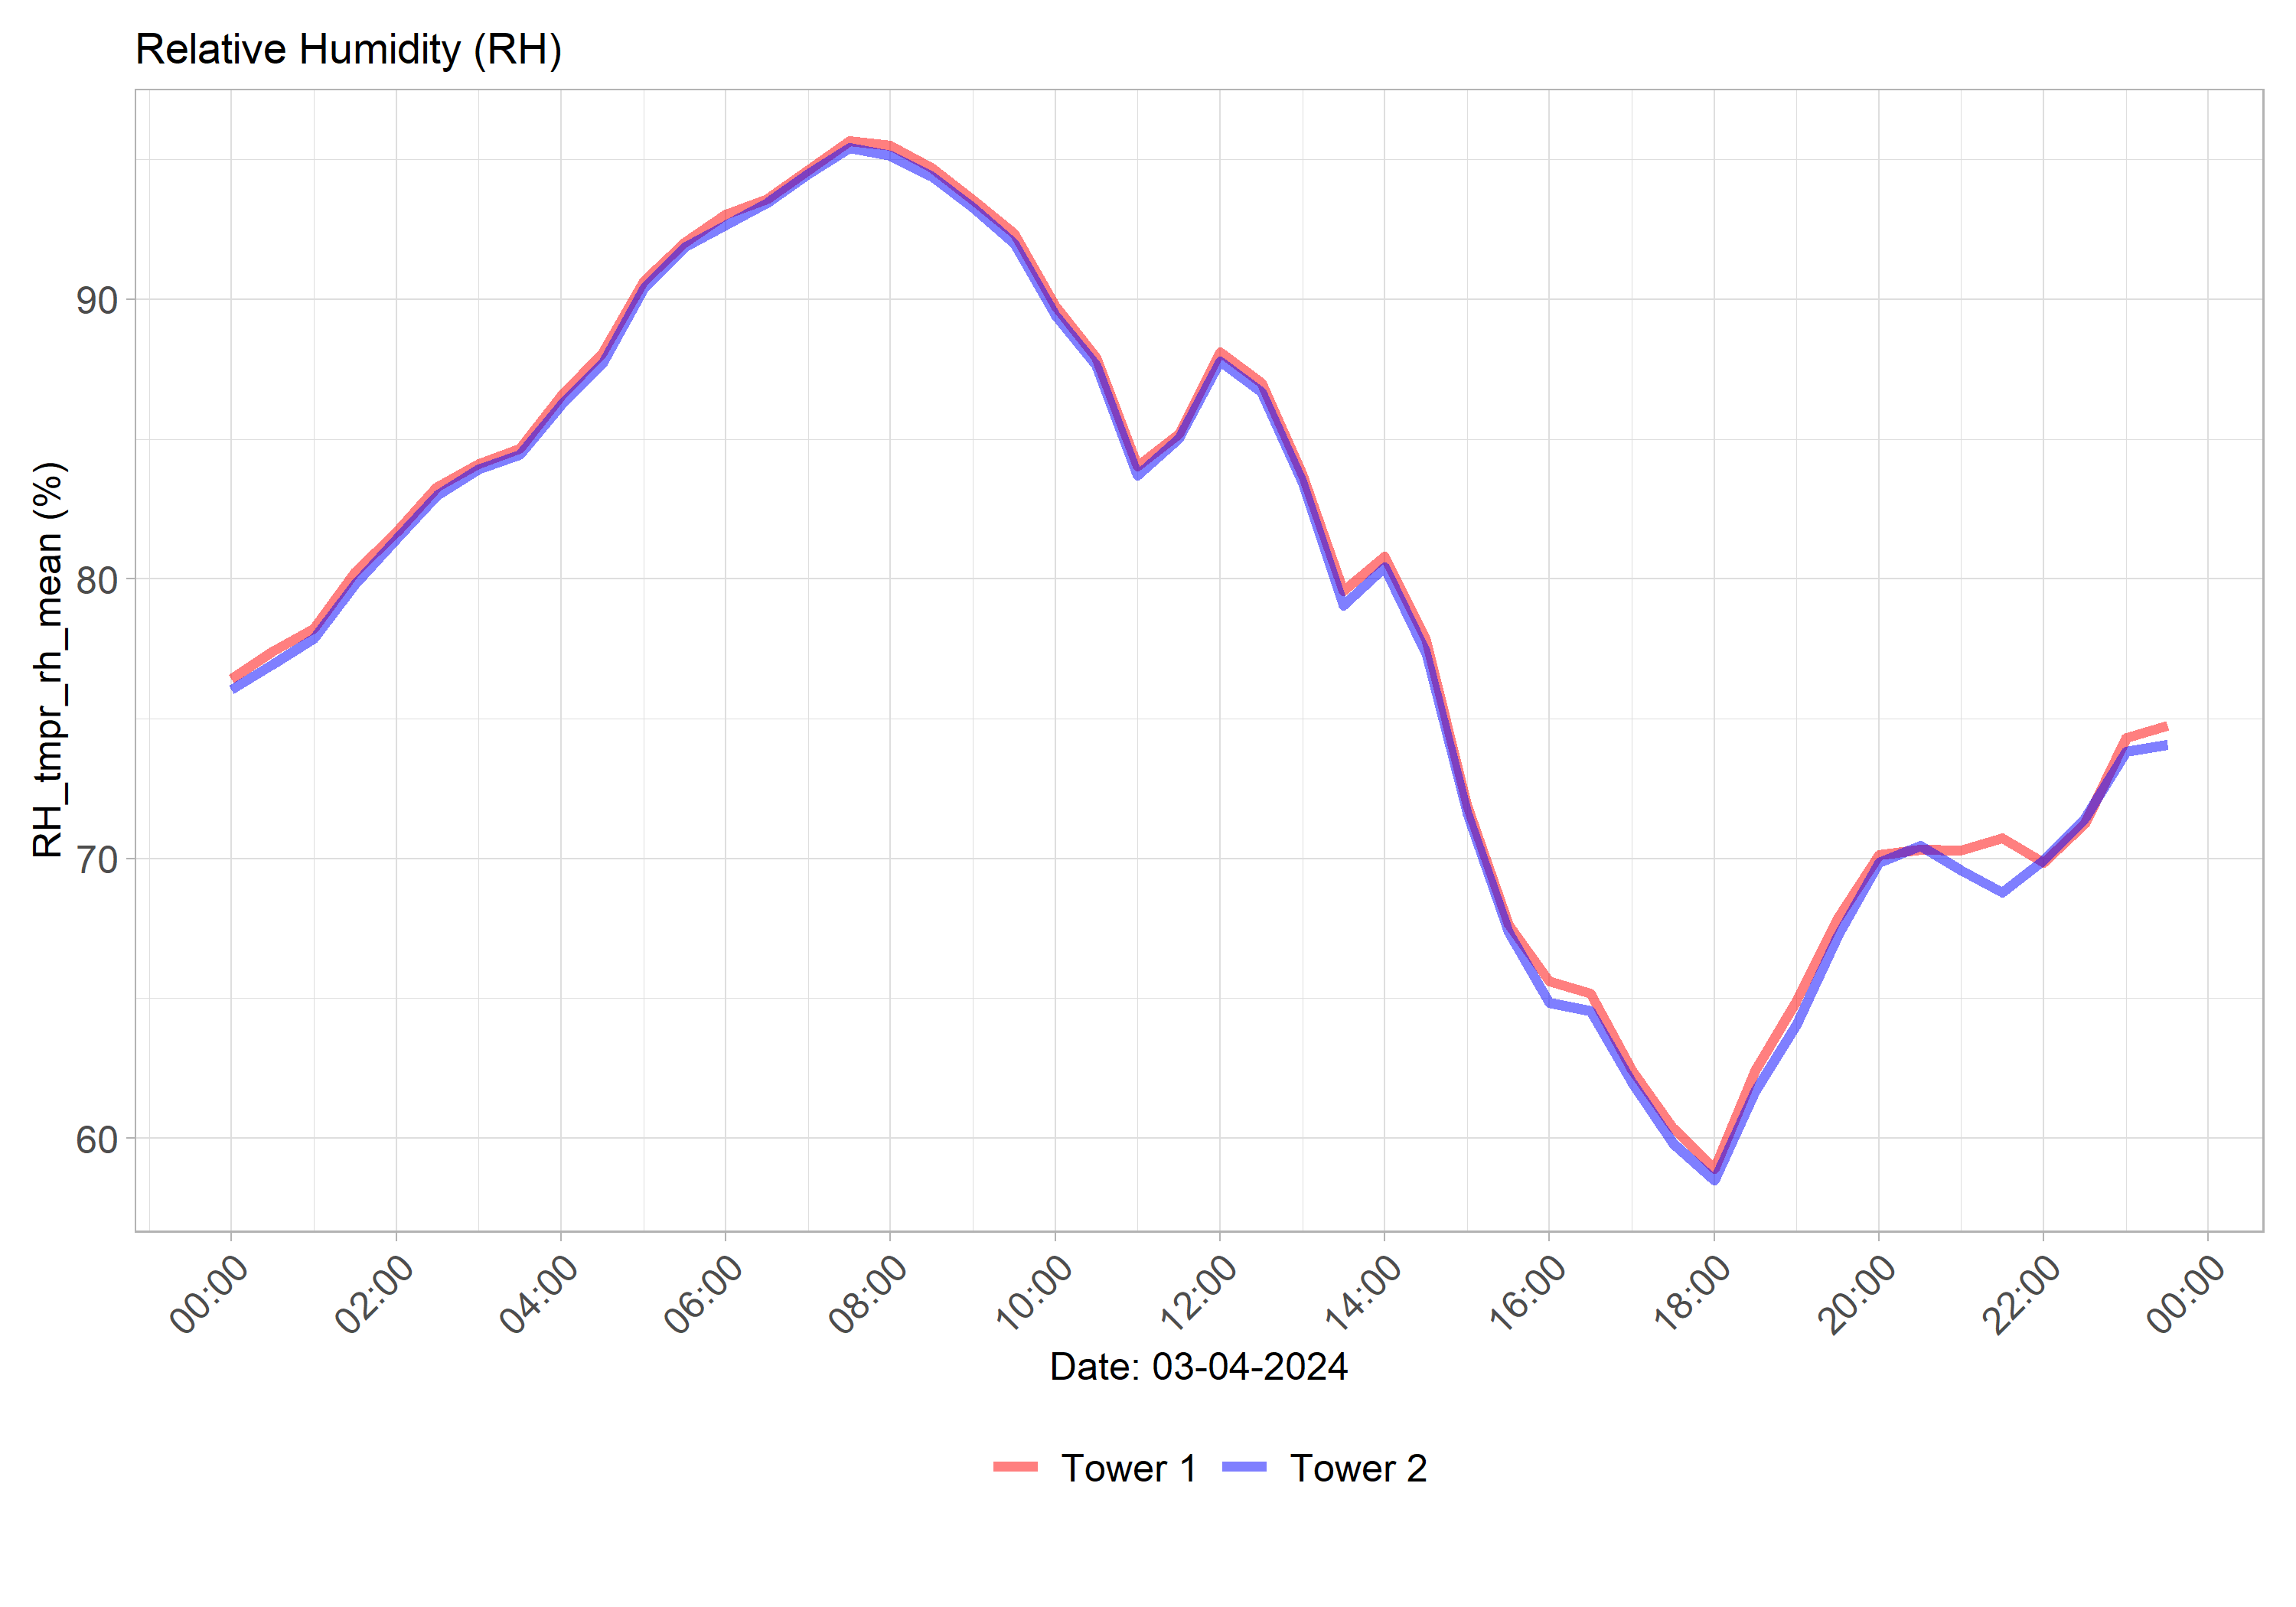 Relative Humidity (RH)
RH_tmpr_rh_mean (%)
90
80
70
60
00:00 02:00 04:00 06:00 08:00 10:00 12:00 14:00 16:00 18:00 20:00 22:00 00:00
Date: 03-04-2024
Tower 1 Tower 2